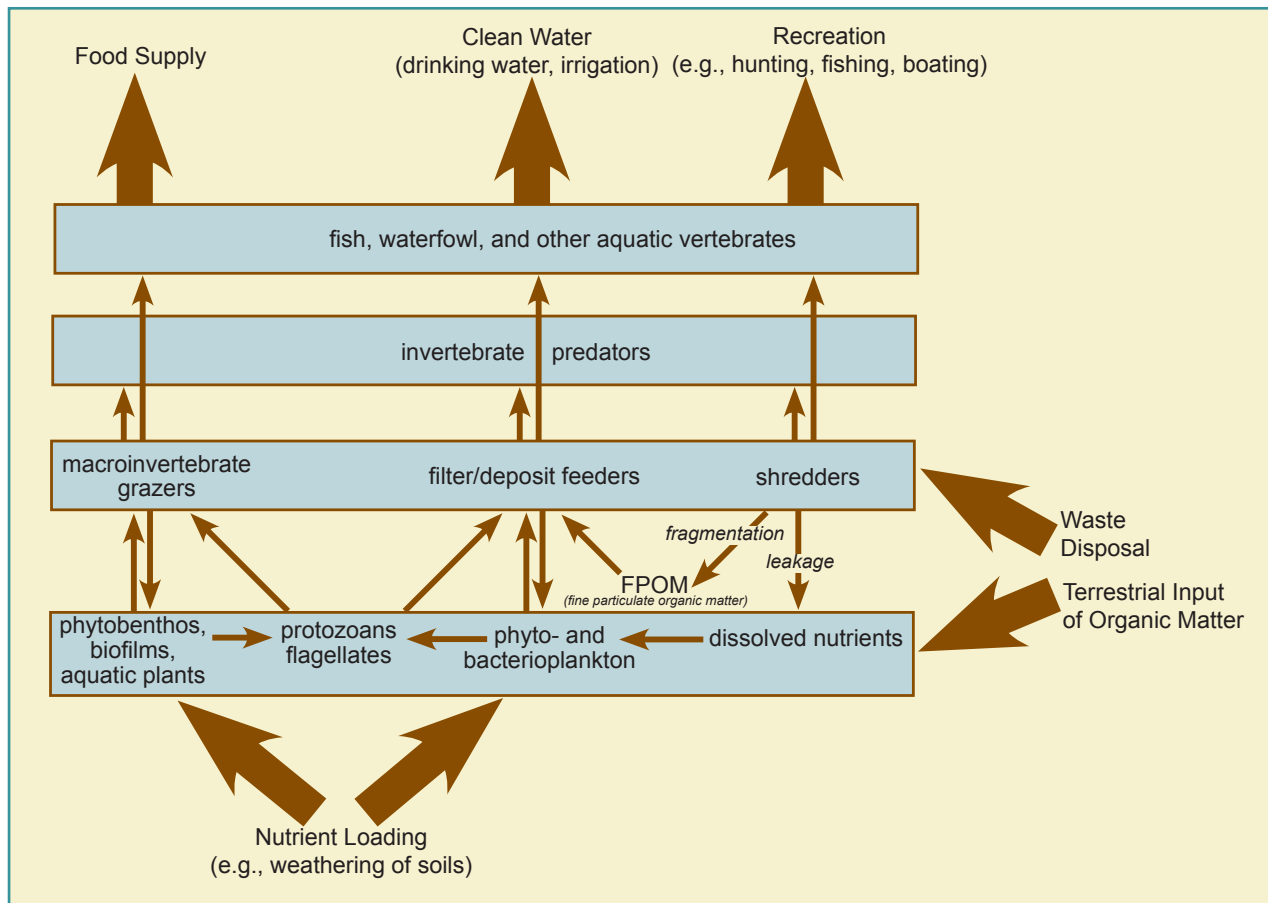 Food Supply
Clean Water
(drinking water, irrigation)
Recreation
(e.g., hunting, fishing, boating)
fish, waterfowl, and other aquatic vertebrates
invertebrate predators
macroinvertebrate
grazers
filter/deposit feeders
shredders
fragmentation
leakage
FPOM
(fine particulate organic matter)
Waste
Disposal
Terrestrial Input
of Organic Matter
phytobenthos,
biofilms,
aquatic plants
protozoans
flagellates
phyto- and
bacterioplankton
dissolved nutrients
Nutrient Loading
(e.g., weathering of soils)